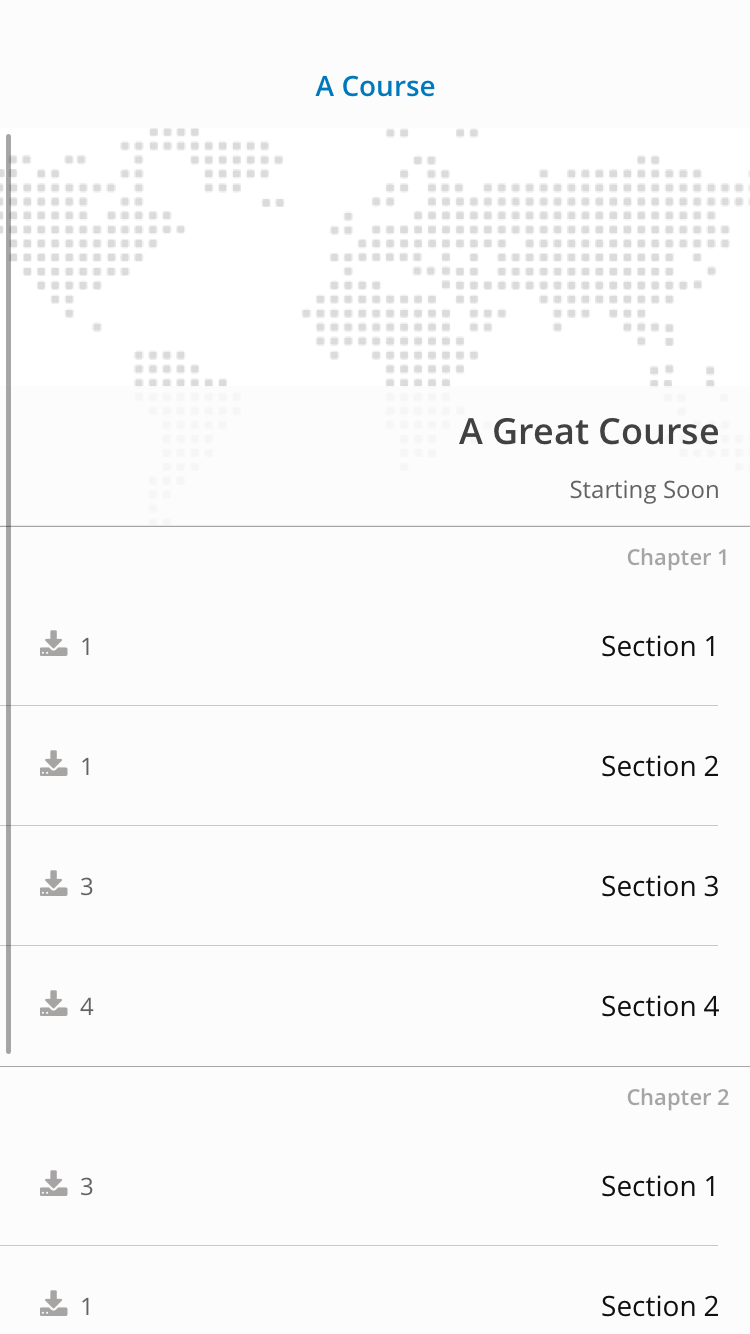 A Course
A Great Course
Starting Soon
Chapter 1
Section 1
1
Section 2
1
Section 3
3
Section 4
4
Chapter 2
Section 1
3
Section 2
1